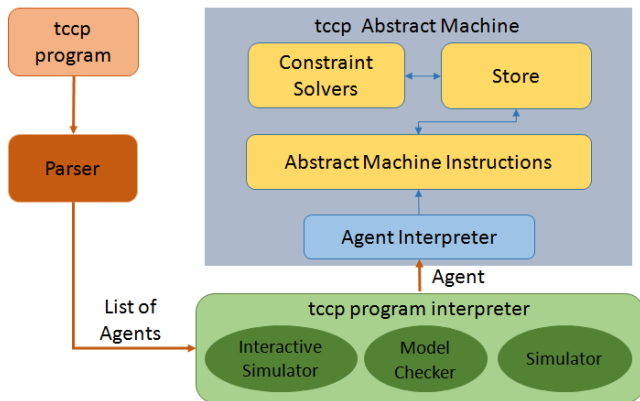 tccp
program
Parser
List of
Agents
tccp Abstract Machine
Constraint
Solvers
Store
Abstract Machine Instructions
Agent Interpreter
Agent
tccp program interpreter
Interactive
Simulator
Model
Checker
Simulator